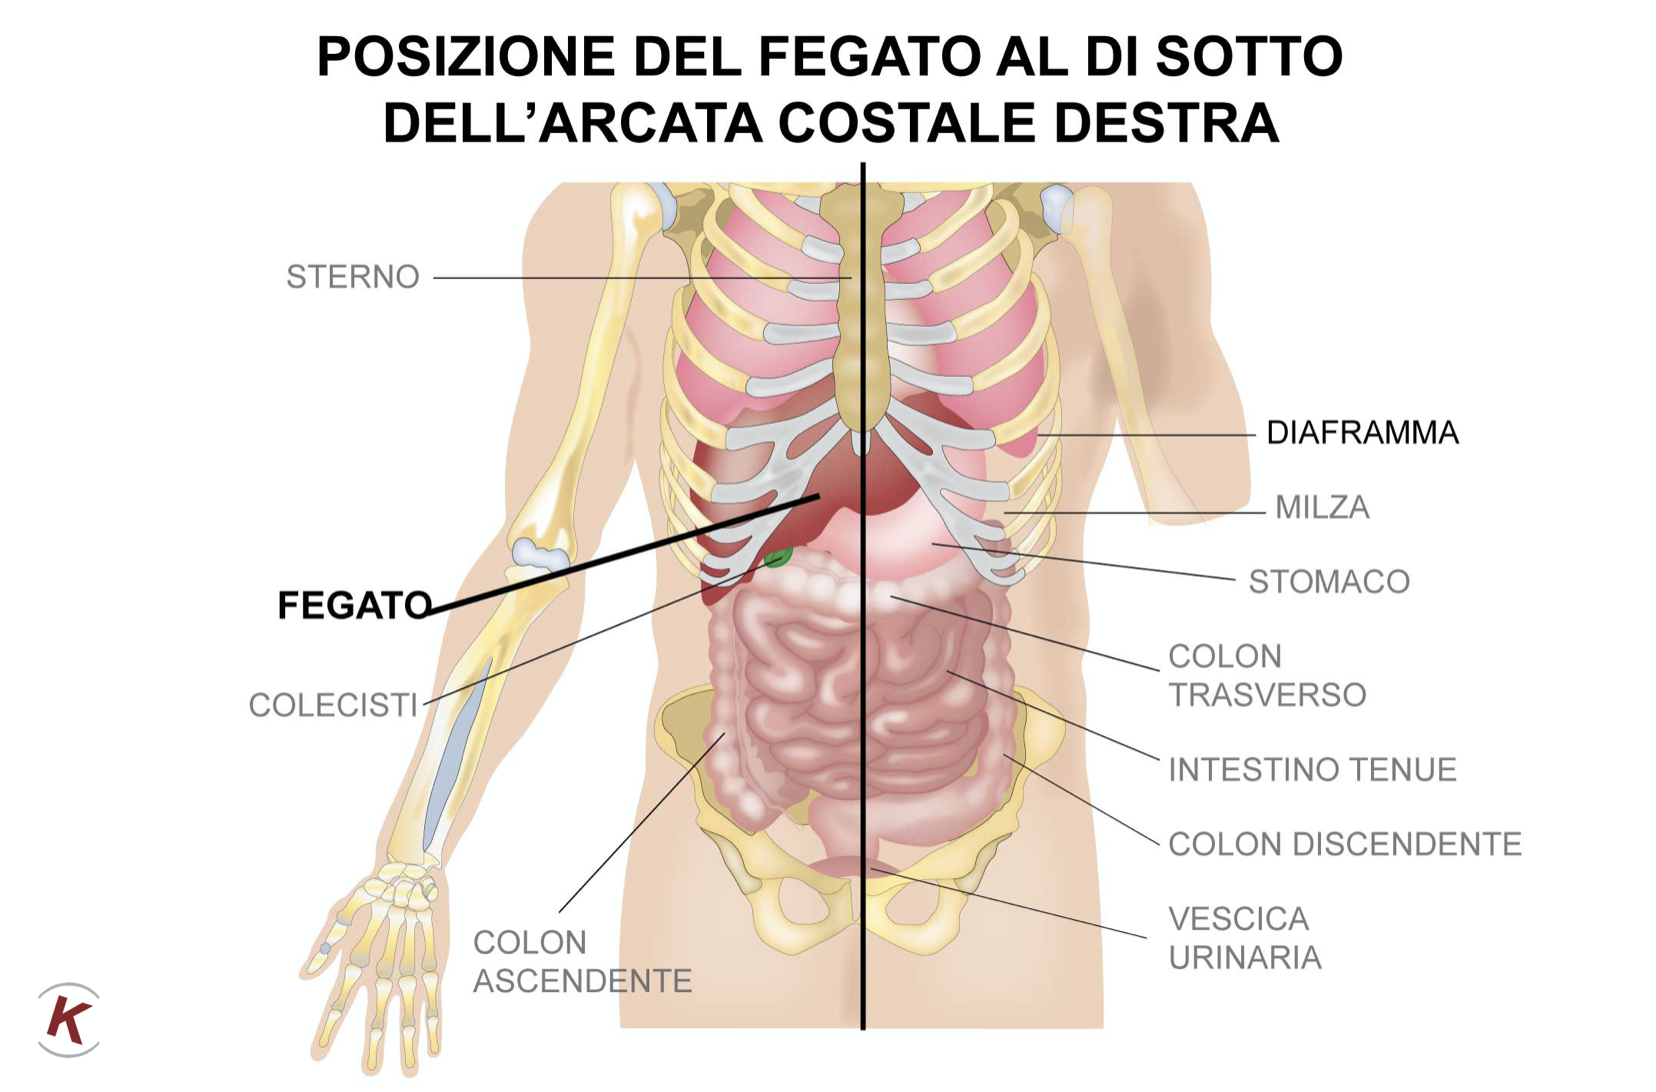 POSIZIONE DEL FEGATO AL DI SOTTO
DELL’ARCATA COSTALE DESTRA
STERNO
DIAFRAMMA
MILZA
STOMACO
FEGATO
COLECISTI
COLON
TRASVERSO
INTESTINO TENUE
COLON DISCENDENTE
VESCICA
URINARIA
COLON
ASCENDENTE
K